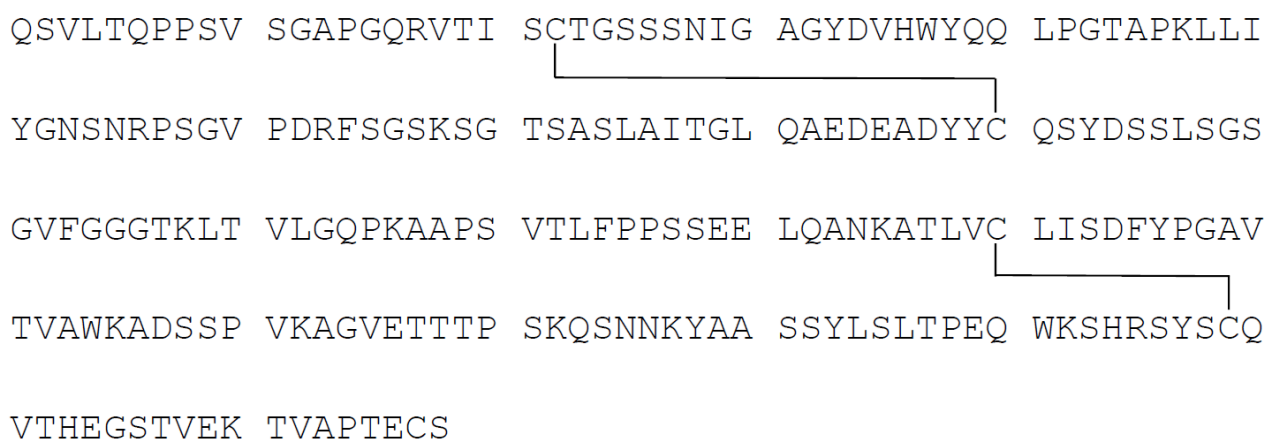 QSVLTQPPSV SGAPGQRVTI SCTGSSSNIG AGYDVHWYQQ LPGTAPKLLI
YGNSNRPSGV PDRFSGSKSG TSASLAITGL QAEDEADYYC QSYDSSLSGS
GVFGGGTKLT VLGQPKAAPS VTLFPPSSEE LQANKATLVC LISDFYPGAV
TVAWKADSSP VKAGVETTTP SKQSNNKYAA SSYLSLTPEQ WKSHRSYSCQ
VTHEGSTVEK TVAPTECS